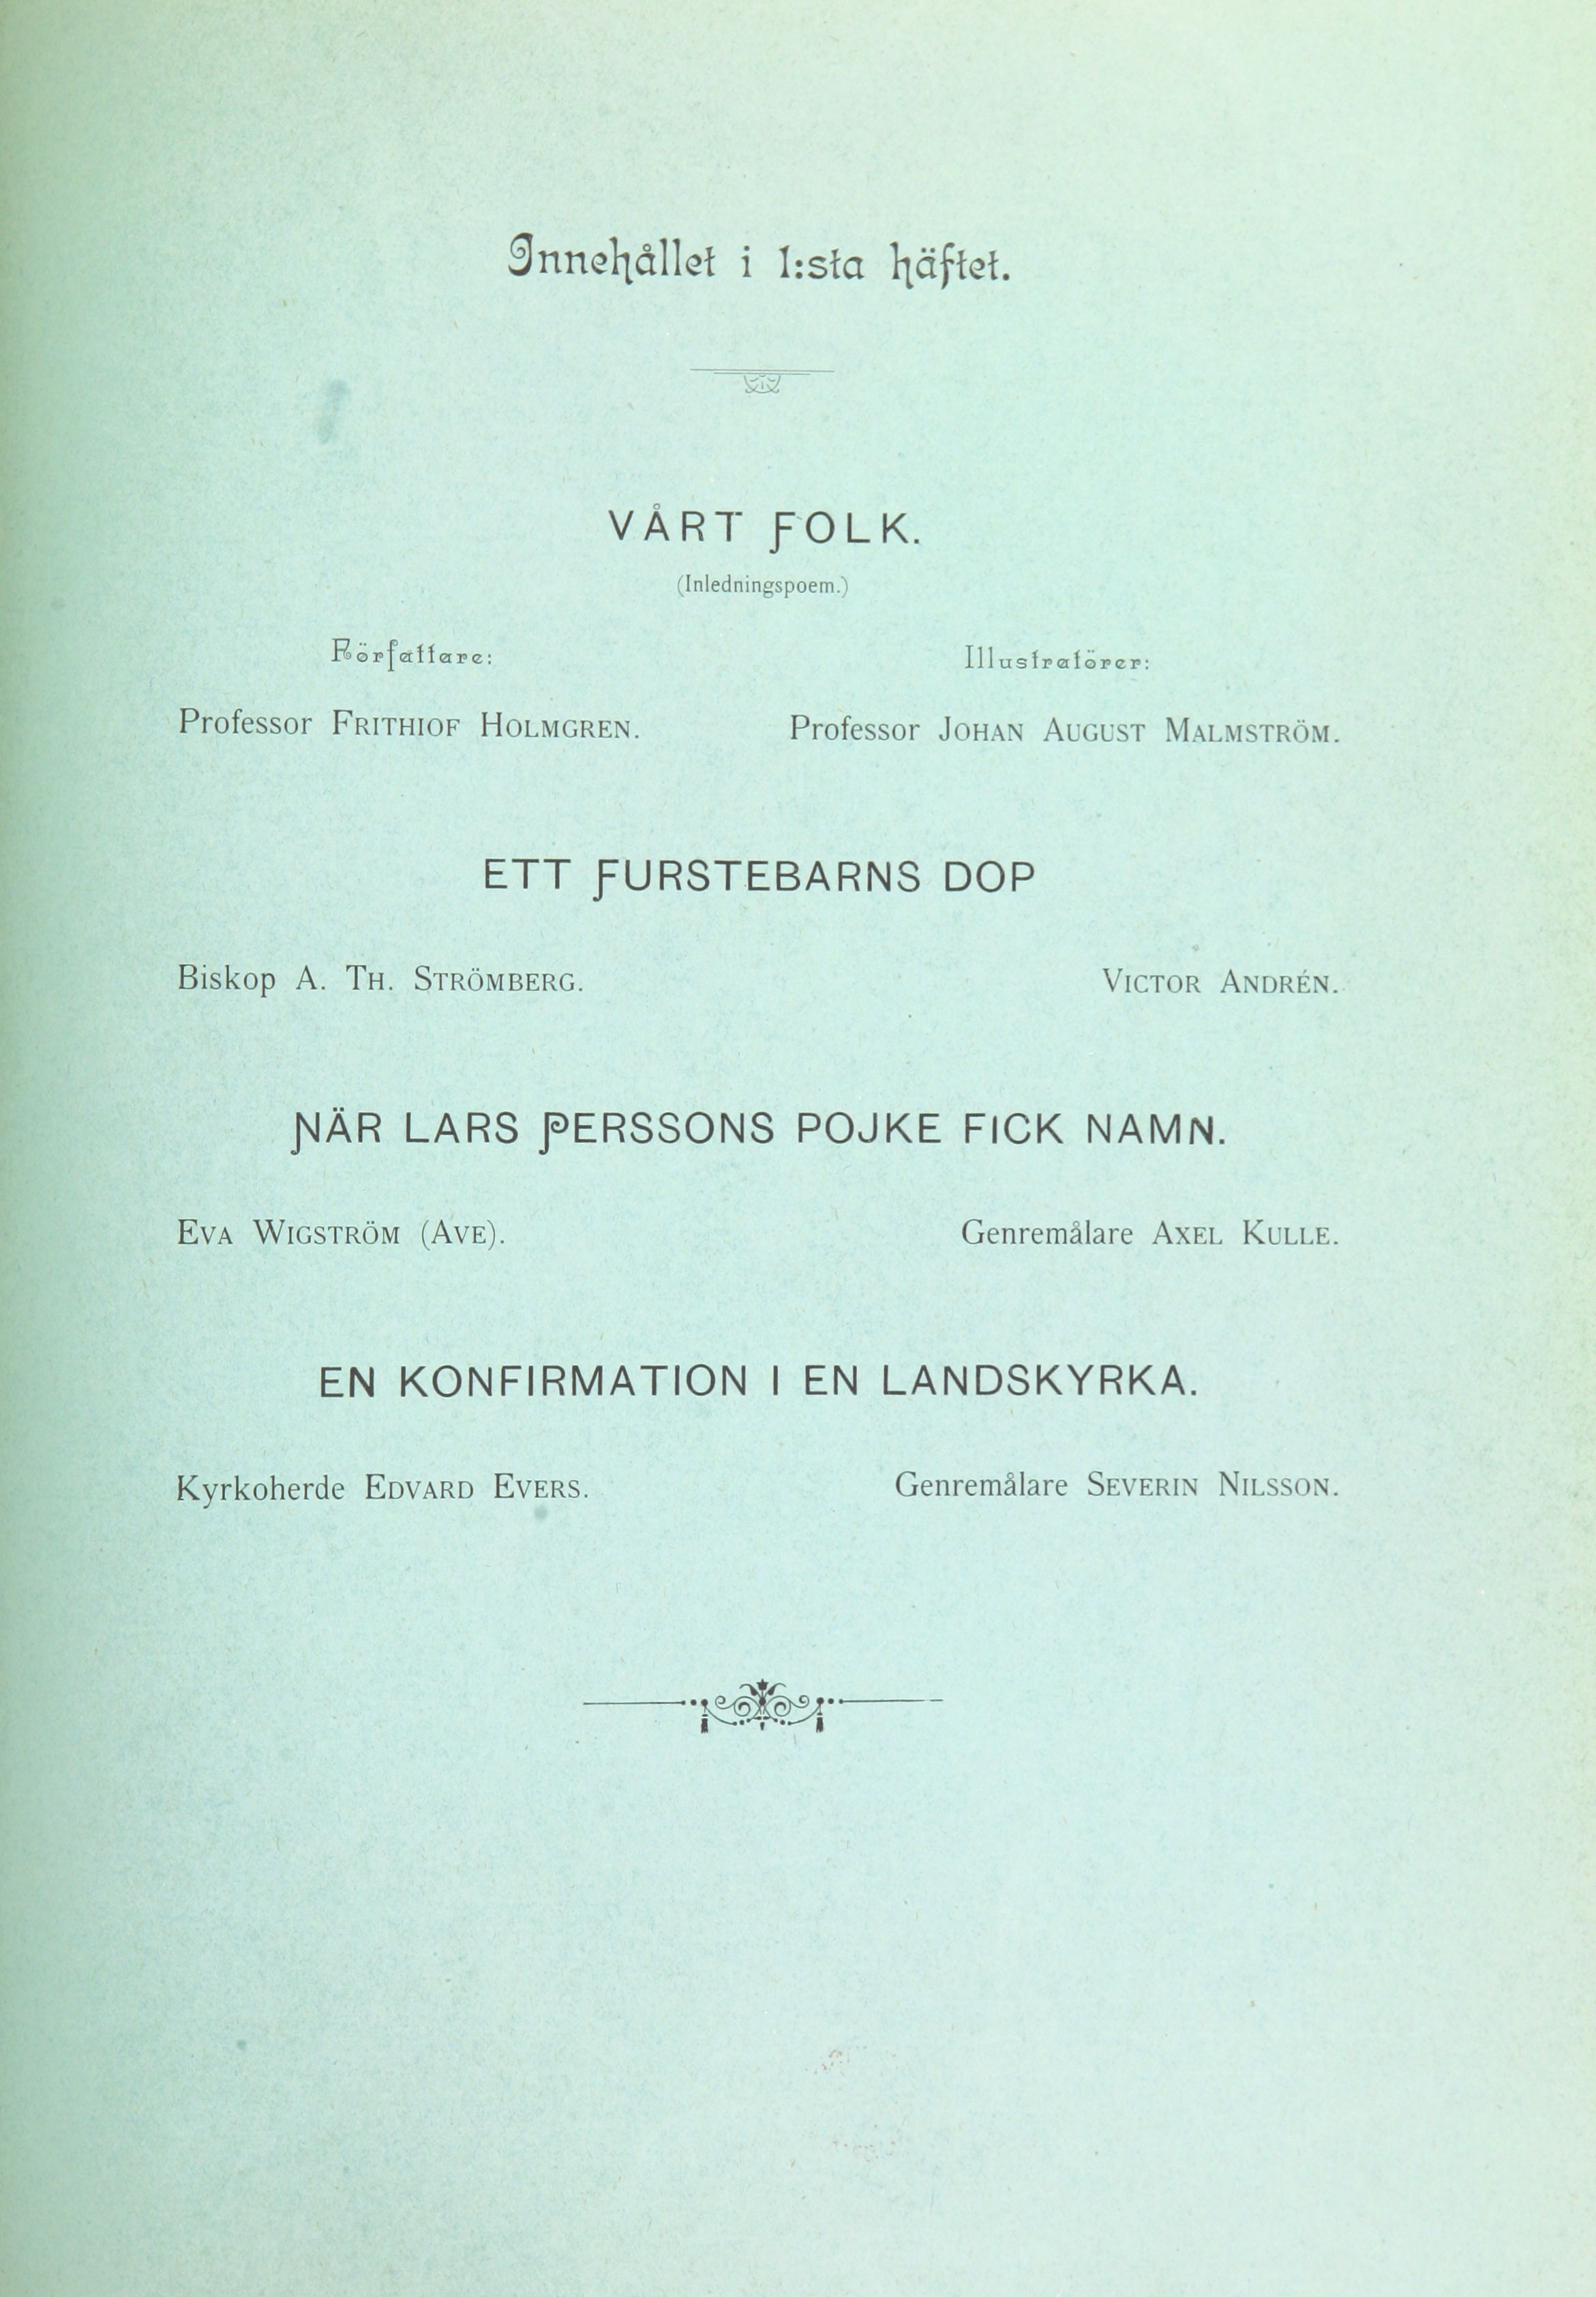 Innehållet i 1:sta häftet.
VÅRT FOLK.
(Inledningspoem.)
Författare: Illustratörer:
Professor FRITHIOF HOLMGREN. Professor JOHAN AUGUST MALMSTRÖM.
ETT FURSTEBARNS DOP
Biskop A. TH. STRÖMBERG. VICTOR ANDRÉN.
NÄR LARS PERSSONS POJKE FICK NAMN.
EVA WIGSTRÖM (AVE). Genremålare AXEL KULLE.
EN KONFIRMATION I EN LANDSKYRKA.
Kyrkoherde EDVARD EVERS. Genremålare SEVERIN NILSSON.